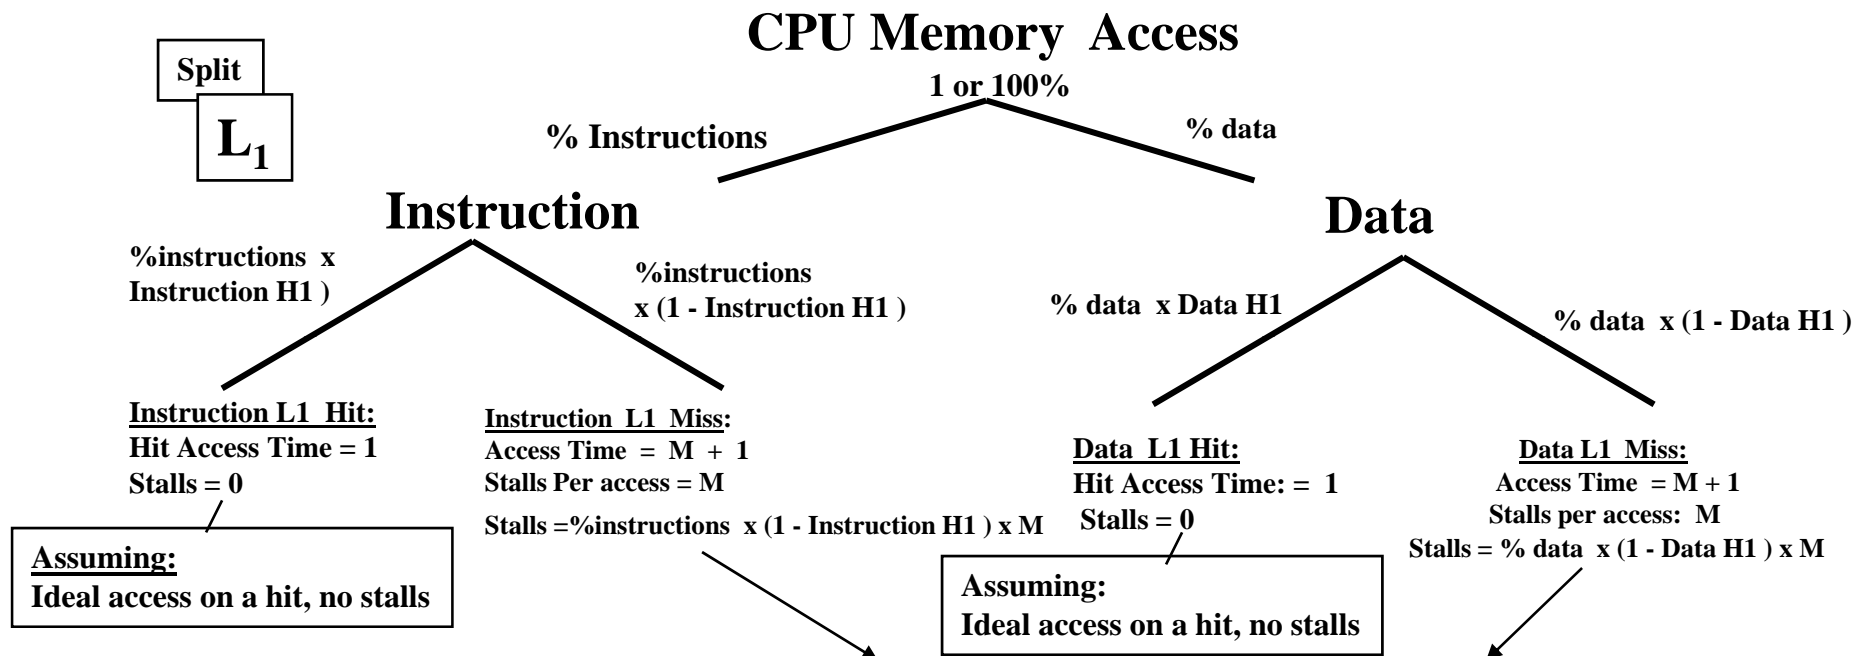 CPU Memory Access
1 or 100%
Split
L1
% Instructions
% data
Instruction
Data
%instructions x
Instruction H1 )
%instructions
x (1 - Instruction H1 )
% data x Data H1
% data x (1 - Data H1 )
Instruction L1 Hit:
Hit Access Time = 1
Stalls = 0
Instruction L1 Miss:
Access Time = M + 1
Stalls Per access = M
Stalls =%instructions x (1 - Instruction H1 ) x M
Data L1 Hit:
Hit Access Time: = 1
Stalls = 0
Data L1 Miss:
Access Time = M + 1
Stalls per access: M
Stalls = % data x (1 - Data H1 ) x M
Assuming:
Ideal access on a hit, no stalls
Assuming:
Ideal access on a hit, no stalls